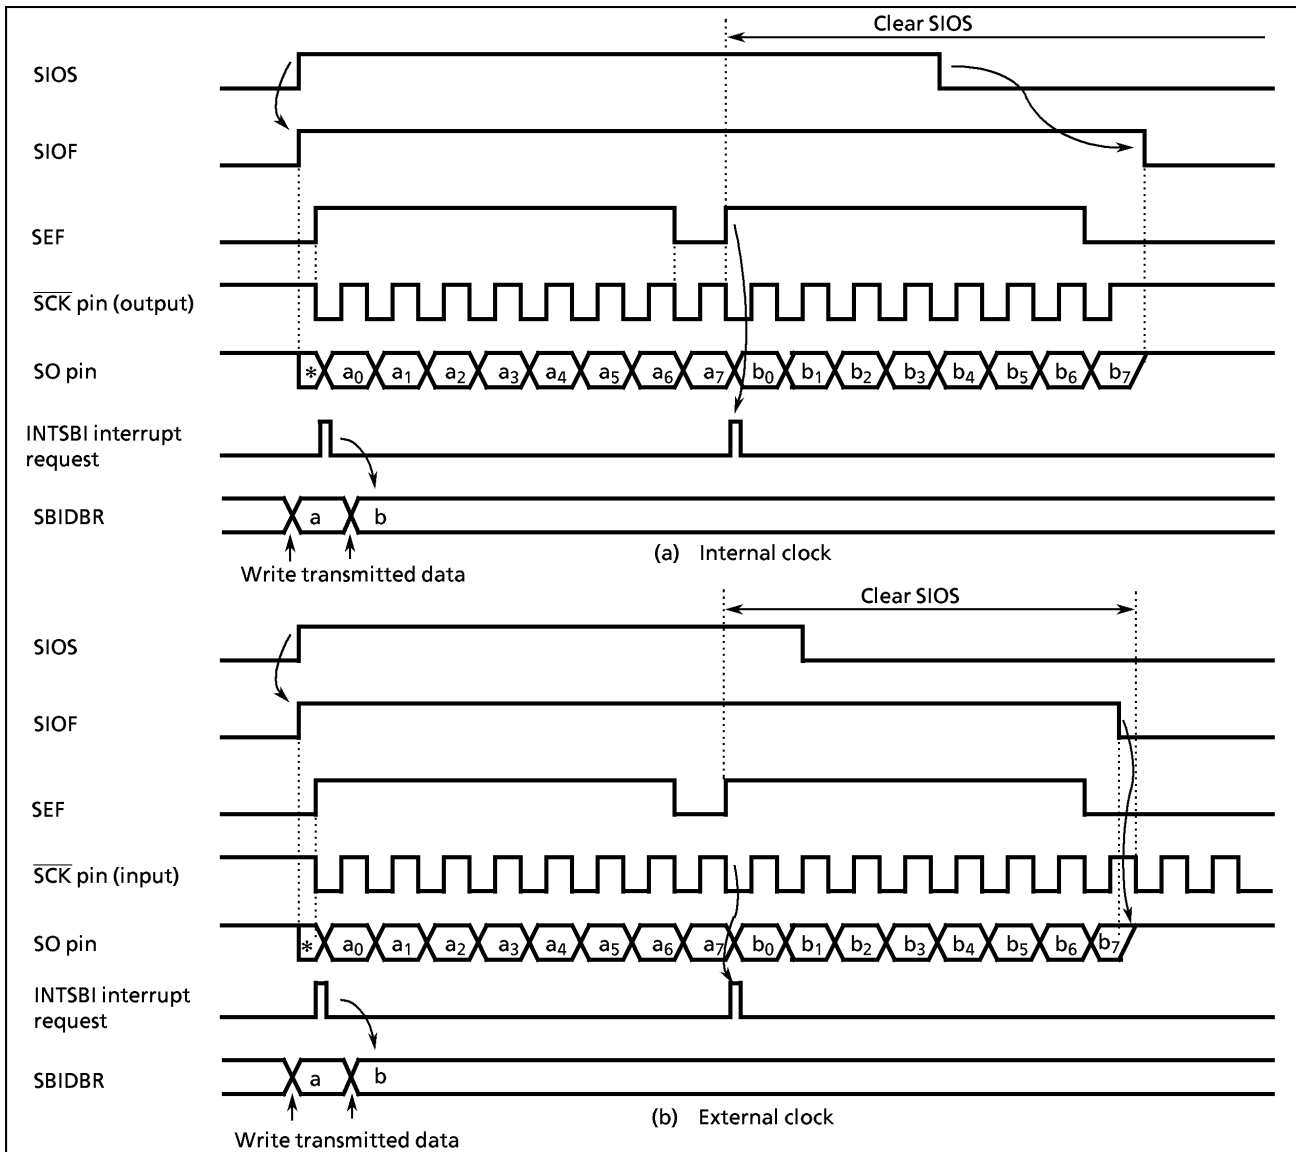 Clear SIOS
SIOS
SIOF
SEF
SCK pin (output)
SO pin
* a0 a1 a2 a3 a4 a5 a6 a7 b0 b1 b2 b3 b4 b5 b6 b7
INTSBI interrupt
request
SBIDBR
a b
(a) Internal clock
Write transmitted data
Clear SIOS
SIOS
SIOF
SEF
SCK pin (input)
SO pin
* a0 a1 a2 a3 a4 a5 a6 a7 b0 b1 b2 b3 b4 b5 b6 b7
INTSBI interrupt
request
SBIDBR
a b
(b) External clock
Write transmitted data